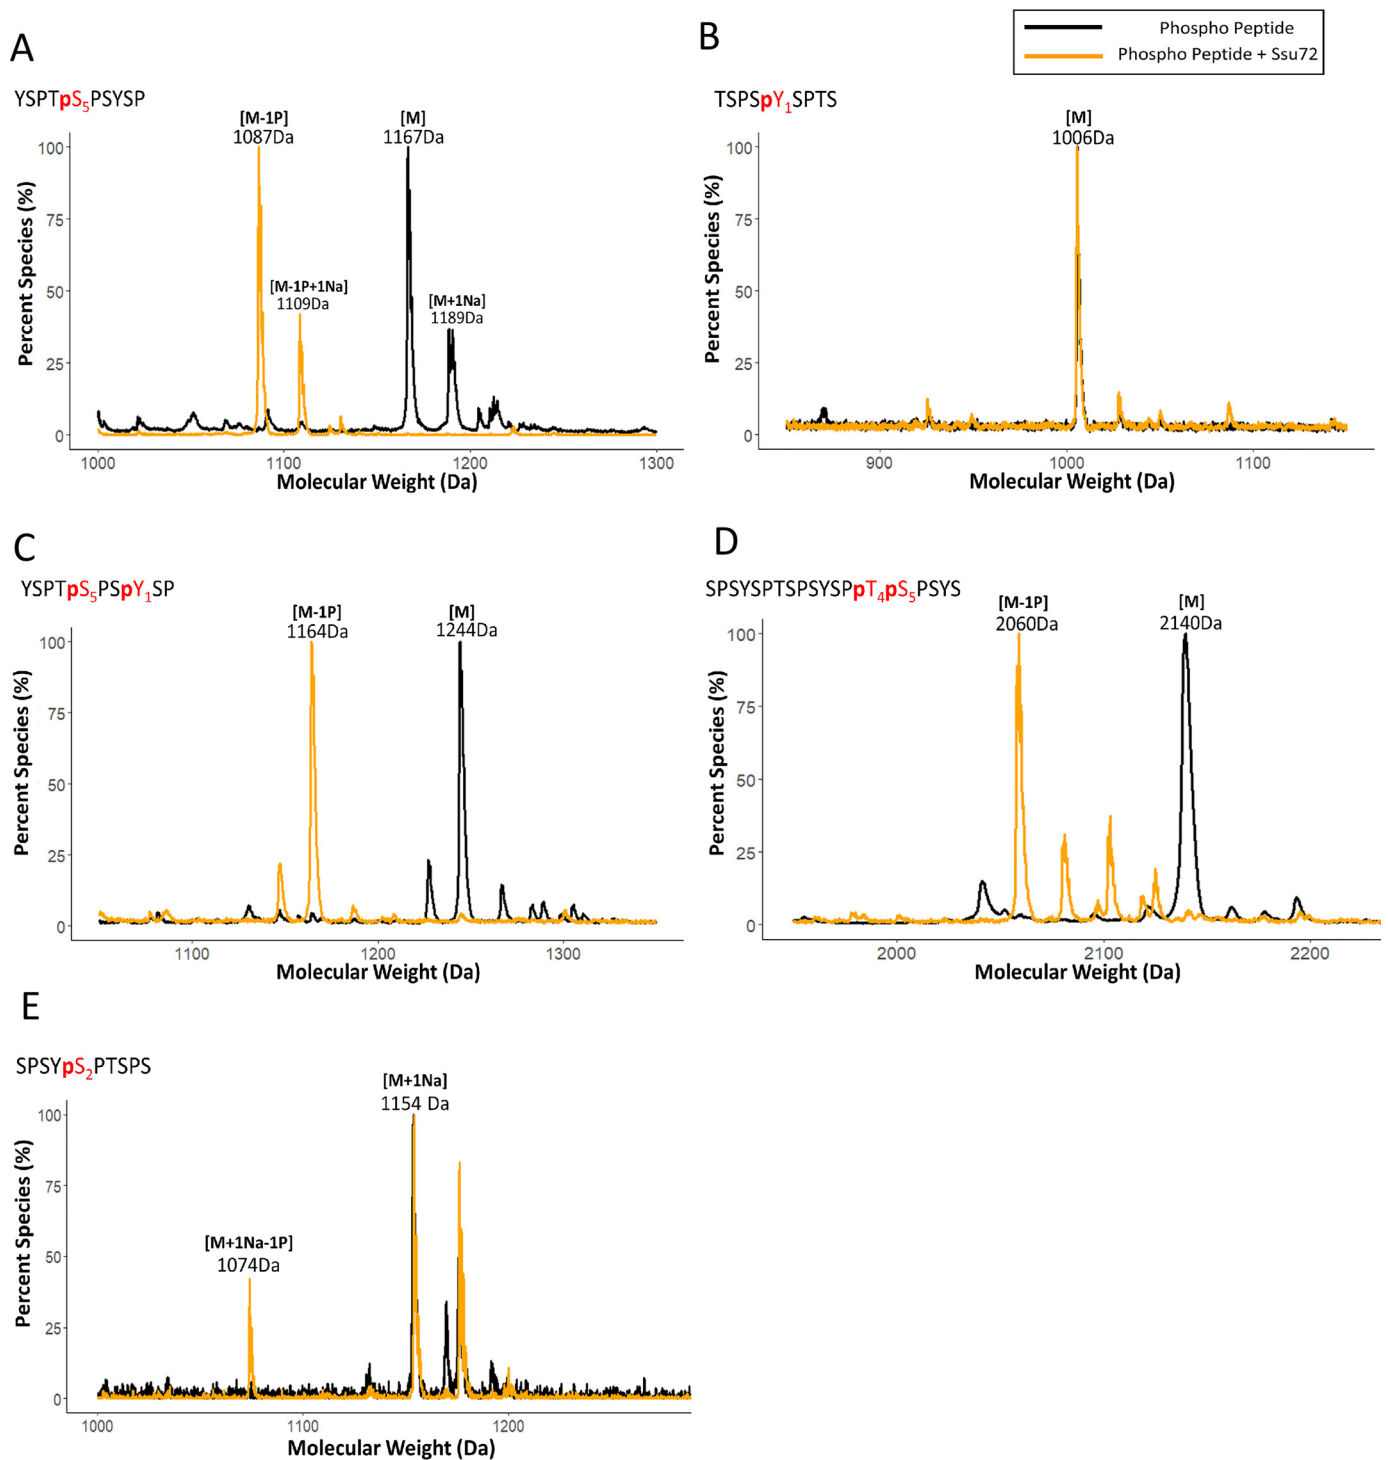 Phospho Peptide
Phospho Peptide + Ssu72
A
YSPTpS5PSYSP
[M-1P]
1087Da
[M]
1167Da
[M-1P+1Na]
1109Da
[M+1Na]
1189Da
100
75
50
25
0
Percent Species (%)
1000
1100
1200
1300
Molecular Weight (Da)
B
TSPSpY1SPTS
[M]
1006Da
100
75
50
25
0
Percent Species (%)
900
1000
1100
Molecular Weight (Da)
C
YSPTpS5PSpY1SP
[M-1P]
1164Da
[M]
1244Da
100
75
50
25
0
Percent Species (%)
1100
1200
1300
Molecular Weight (Da)
D
SPSYSPTSPSYSPpT4pS5PSYS
[M-1P]
2060Da
[M]
2140Da
100
75
50
25
0
Percent Species (%)
2000
2100
2200
Molecular Weight (Da)
E
SPSYpS2PTSPS
[M+1Na]
1154 Da
[M+1Na-1P]
1074Da
100
75
50
25
0
Percent Species (%)
1000
1100
1200
Molecular Weight (Da)